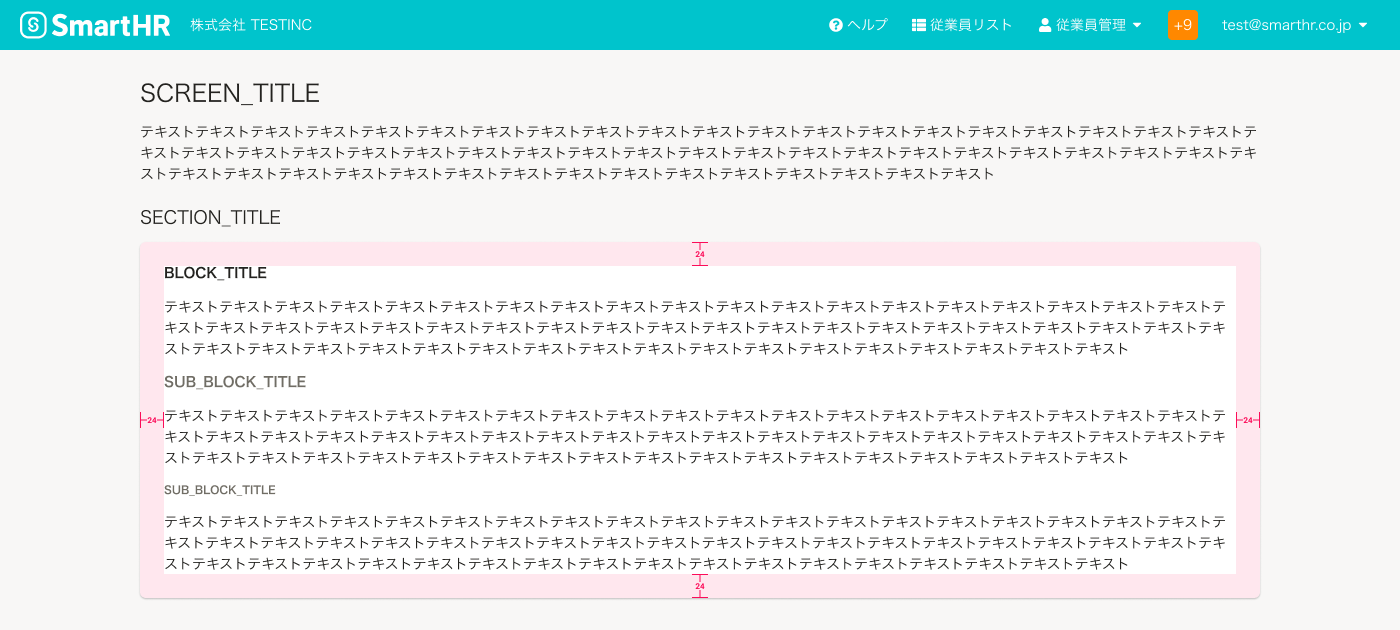 SmartHR 株式会社 TESTINC ヘルプ 従業員リスト 従業員管理 +9 test@smarthr.co.jp
SCREEN_TITLE
テキストテキストテキストテキストテキストテキストテキストテキストテキストテキストテキストテキストテキストテキストテキストテキストテキストテキストテキストテキストテ
キストテキストテキストテキストテキストテキストテキストテキストテキストテキストテキストテキストテキストテキストテキストテキストテキストテキストテキストテキストテキ
ストテキストテキストテキストテキストテキストテキストテキストテキストテキストテキストテキストテキストテキストテキストテキスト
SECTION_TITLE
24
BLOCK_TITLE
テキストテキストテキストテキストテキストテキストテキストテキストテキストテキストテキストテキストテキストテキストテキストテキストテキストテキストテキストテ
キストテキストテキストテキストテキストテキストテキストテキストテキストテキストテキストテキストテキストテキストテキストテキストテキストテキストテキストテキ
ストテキストテキストテキストテキストテキストテキストテキストテキストテキストテキストテキストテキストテキストテキストテキストテキストテキスト
SUB_BLOCK_TITLE
24
24
テキストテキストテキストテキストテキストテキストテキストテキストテキストテキストテキストテキストテキストテキストテキストテキストテキストテキストテキストテ
キストテキストテキストテキストテキストテキストテキストテキストテキストテキストテキストテキストテキストテキストテキストテキストテキストテキストテキストテキ
ストテキストテキストテキストテキストテキストテキストテキストテキストテキストテキストテキストテキストテキストテキストテキストテキストテキスト
SUB_BLOCK_TITLE
テキストテキストテキストテキストテキストテキストテキストテキストテキストテキストテキストテキストテキストテキストテキストテキストテキストテキストテキストテ
キストテキストテキストテキストテキストテキストテキストテキストテキストテキストテキストテキストテキストテキストテキストテキストテキストテキストテキストテキ
ストテキストテキストテキストテキストテキストテキストテキストテキストテキストテキストテキストテキストテキストテキストテキストテキストテキスト
24